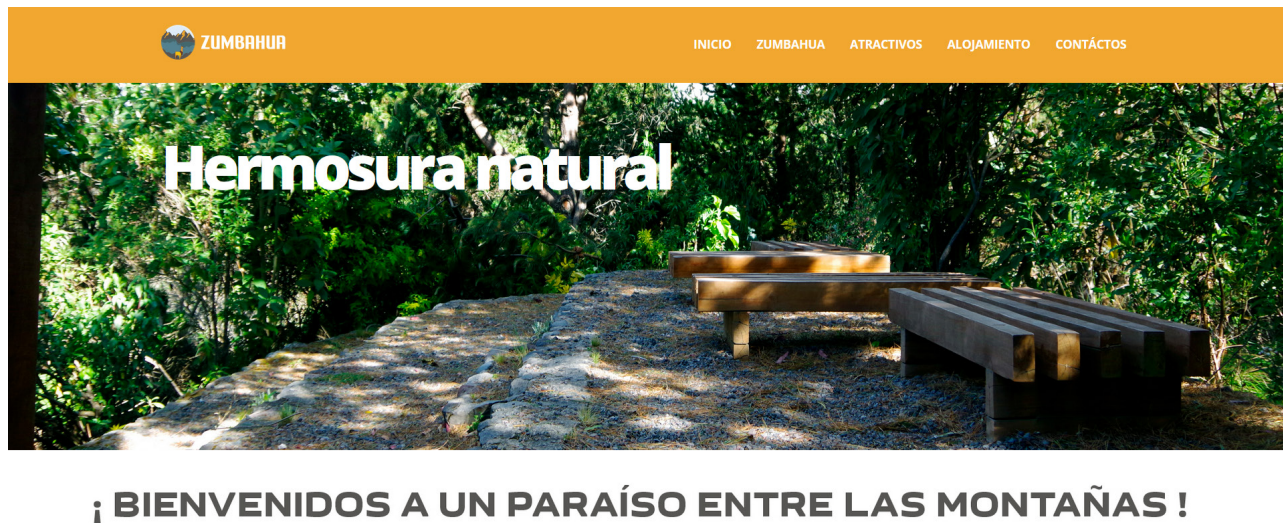 ZUMBAHUA
INICIO ZUMBAHUA ATRACTIVOS ALOJAMIENTO CONTÁCTOS
Hermosura natural
¡ BIENVENIDOS A UN PARAÍSO ENTRE LAS MONTAÑAS !